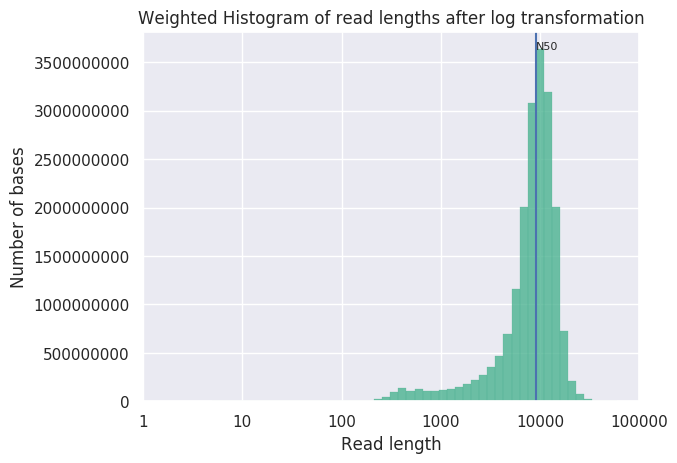 Weighted Histogram of read lengths after log transformation
N50
3500000000
3000000000
2500000000
2000000000
1500000000
1000000000
500000000
0
Number of bases
1 10 100 1000 10000 100000
Read length